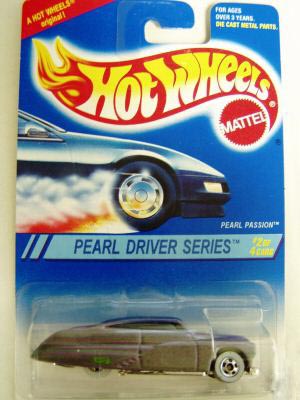 A HOT WHEELS®
original!
FOR AGES
OVER 3 YEARS.
DIE CAST METAL PARTS.
HOT WHEELS®
MATTEL®
PEARL PASSION™
PEARL DRIVER SERIES™
#2 OF
4 CARS